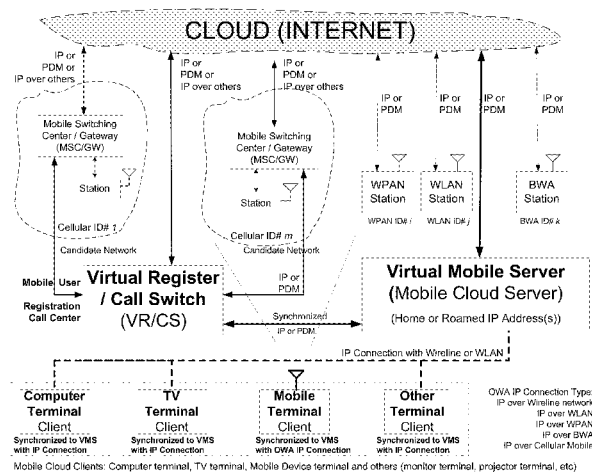 CLOUD (INTERNET)
IP or
PDM or
IP over others
IP or
PDM or
IP over others
IP or
PDM or
IP over others
IP or
PDM
IP or
PDM
IP or
PDM
IP or
PDM
Mobile Switching
Center / Gateway
(MSC/GW)
Station
Cellular ID# 1
Candidate Network
Mobile Switching
Center / Gateway
(MSC/GW)
Station
Cellular ID# m
Candidate Network
WPAN
Station
WPAN ID# i
WLAN
Station
WLAN ID# j
BWA
Station
BWA ID# k
Mobile User
Registration
Call Center
Virtual Register
/ Call Switch
(VR/CS)
IP or
PDM
Synchronized
IP or PDM
Virtual Mobile Server
(Mobile Cloud Server)
(Home or Roamed IP Address(s))
IP Connection with Wireline or WLAN
Computer
Terminal
Client
Synchronized to VMS
with IP Connection
TV
Terminal
Client
Synchronized to VMS
with IP Connection
Mobile
Terminal
Client
Synchronized to VMS
with OWA IP Connection
Other
Terminal
Client
Synchronized to VMS
with IP Connection
OWA IP Connection Type:
IP over Wireline network
IP over WLAN
IP over WPAN
IP over BWA
IP over Cellular Mobile
Mobile Cloud Clients: Computer terminal, TV terminal, Mobile Device terminal and others (monitor terminal, projector terminal, etc)